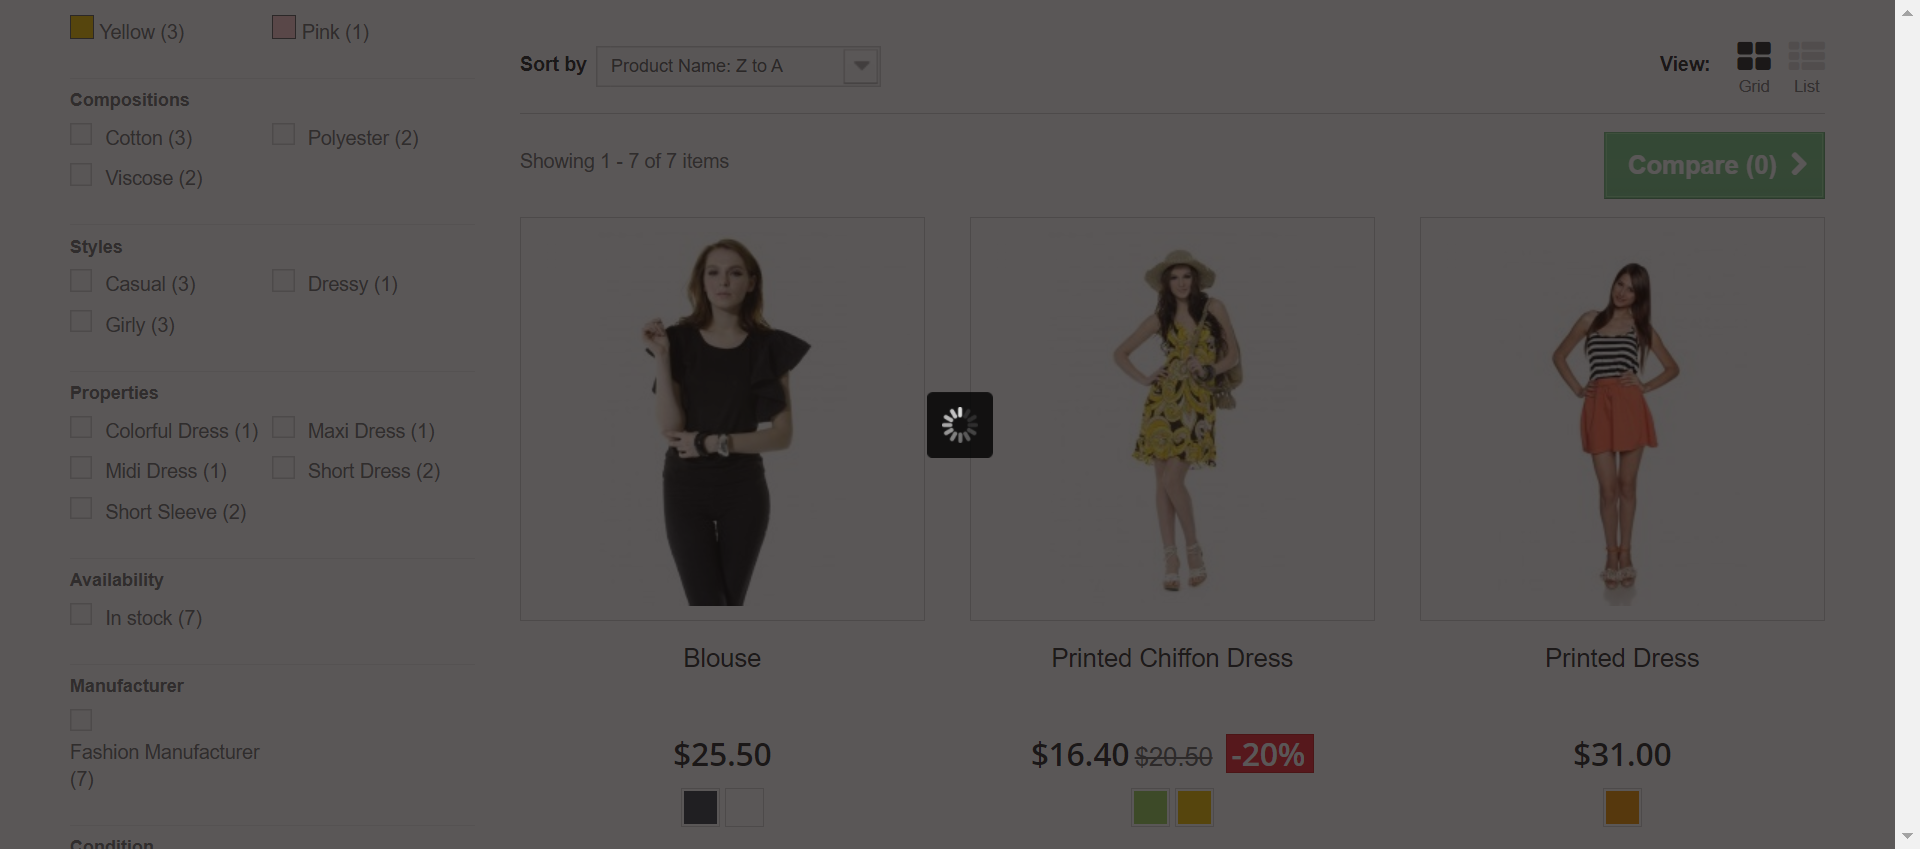 Yellow (3)
Pink (1)
Compositions
Cotton (3)
Polyester (2)
Viscose (2)
Styles
Casual (3)
Dressy (1)
Girly (3)
Properties
Colorful Dress (1)
Maxi Dress (1)
Midi Dress (1)
Short Dress (2)
Short Sleeve (2)
Availability
In stock (7)
Manufacturer
Fashion Manufacturer
(7)
Condition
Sort by
Product Name: Z to A
View:
Grid
List
Showing 1 - 7 of 7 items
Compare (0)
Blouse
$25.50
Printed Chiffon Dress
$16.40 $20.50 -20%
Printed Dress
$31.00